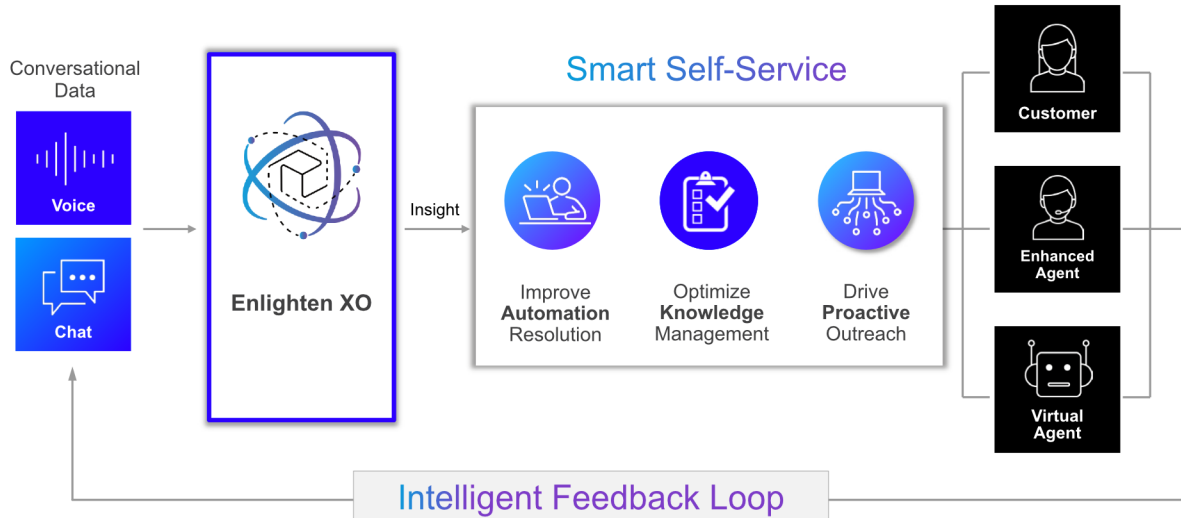 Conversational
Data
Voice
Chat
Enlighten XO
Insight
Smart Self-Service
Improve
Automation
Resolution
Optimize
Knowledge
Management
Drive
Proactive
Outreach
Customer
Enhanced
Agent
Virtual
Agent
Intelligent Feedback Loop